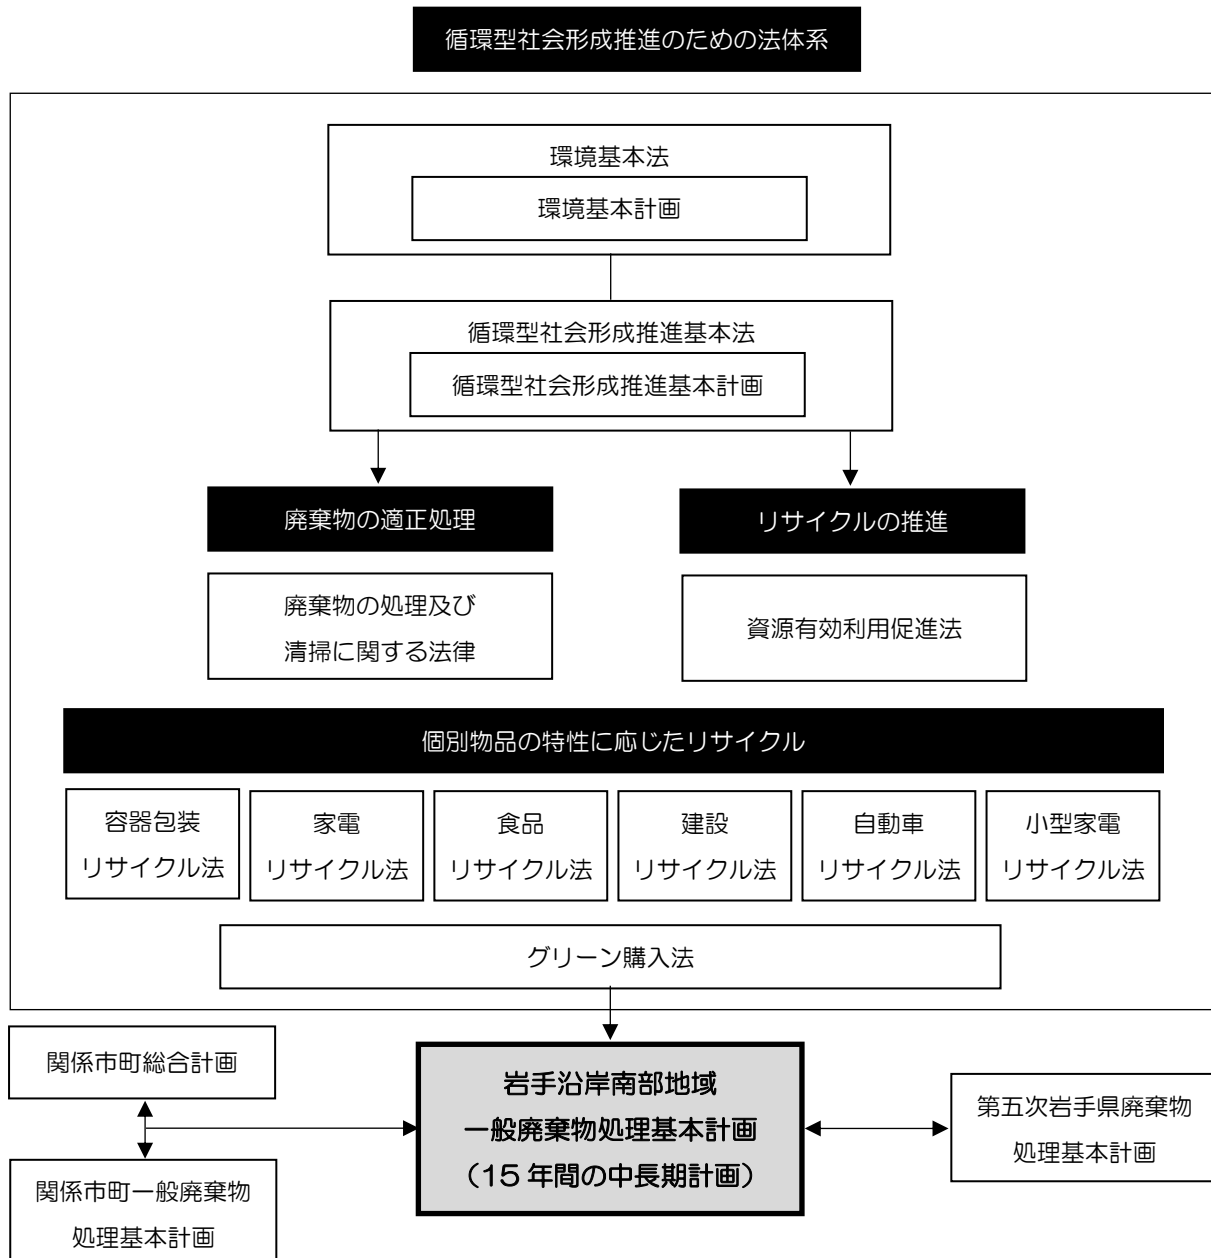 循環型社会形成推進のための法体系
環境基本法
環境基本計画
循環型社会形成推進基本法
循環型社会形成推進基本計画
廃棄物の適正処理
リサイクルの推進
廃棄物の処理及び
清掃に関する法律
資源有効利用促進法
個別物品の特性に応じたリサイクル
容器包装
リサイクル法
家電
リサイクル法
食品
リサイクル法
建設
リサイクル法
自動車
リサイクル法
小型家電
リサイクル法
グリーン購入法
関係市町総合計画
関係市町一般廃棄物
処理基本計画
岩手沿岸南部地域
一般廃棄物処理基本計画
（15年間の中長期計画）
第五次岩手県廃棄物
処理基本計画